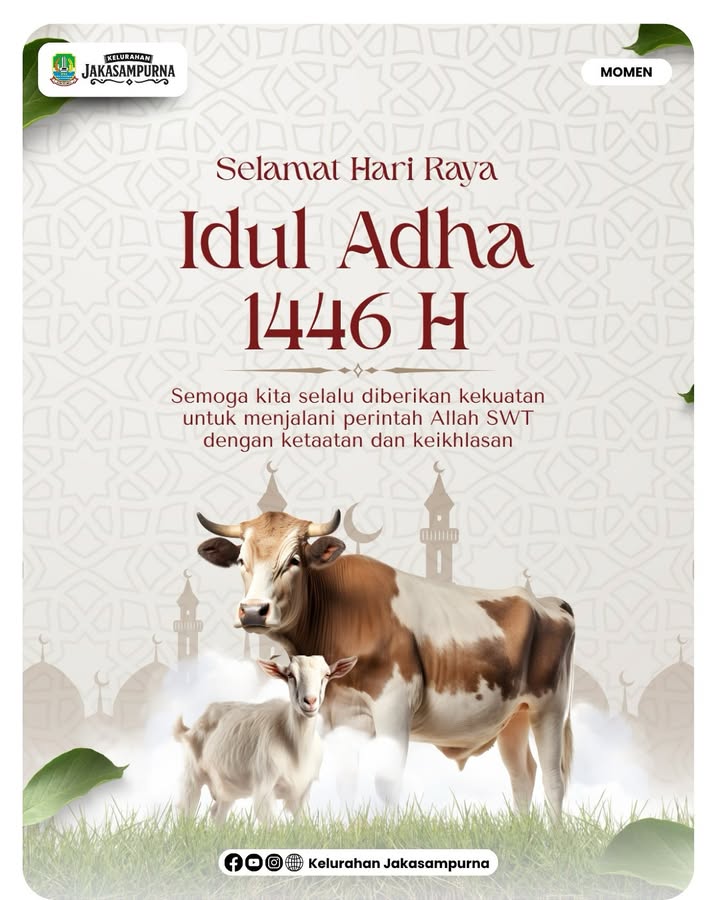 KELURAHAN
JAKASAMPURNA
MOMEN
Selamat Hari Raya
Idul Adha
1446 H
Semoga kita selalu diberikan kekuatan
untuk menjalani perintah Allah SWT
dengan ketaatan dan keikhlasan
Kelurahan Jakasampurna